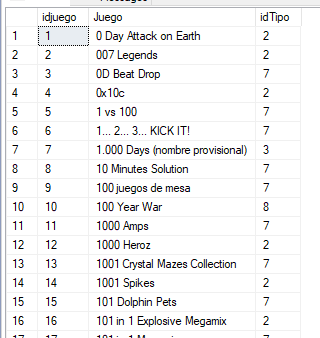 idjuego Juego idTipo
1 1 0 Day Attack on Earth 2
2 2 007 Legends 2
3 3 0D Beat Drop 7
4 4 0x10c 2
5 5 1 vs 100 7
6 6 1... 2... 3... KICK IT! 7
7 7 1.000 Days (nombre provisional) 3
8 8 10 Minutes Solution 7
9 9 100 juegos de mesa 7
10 10 100 Year War 8
11 11 1000 Amps 7
12 12 1000 Heroz 2
13 13 1001 Crystal Mazes Collection 7
14 14 1001 Spikes 2
15 15 101 Dolphin Pets 7
16 16 101 in 1 Explosive Megamix 2